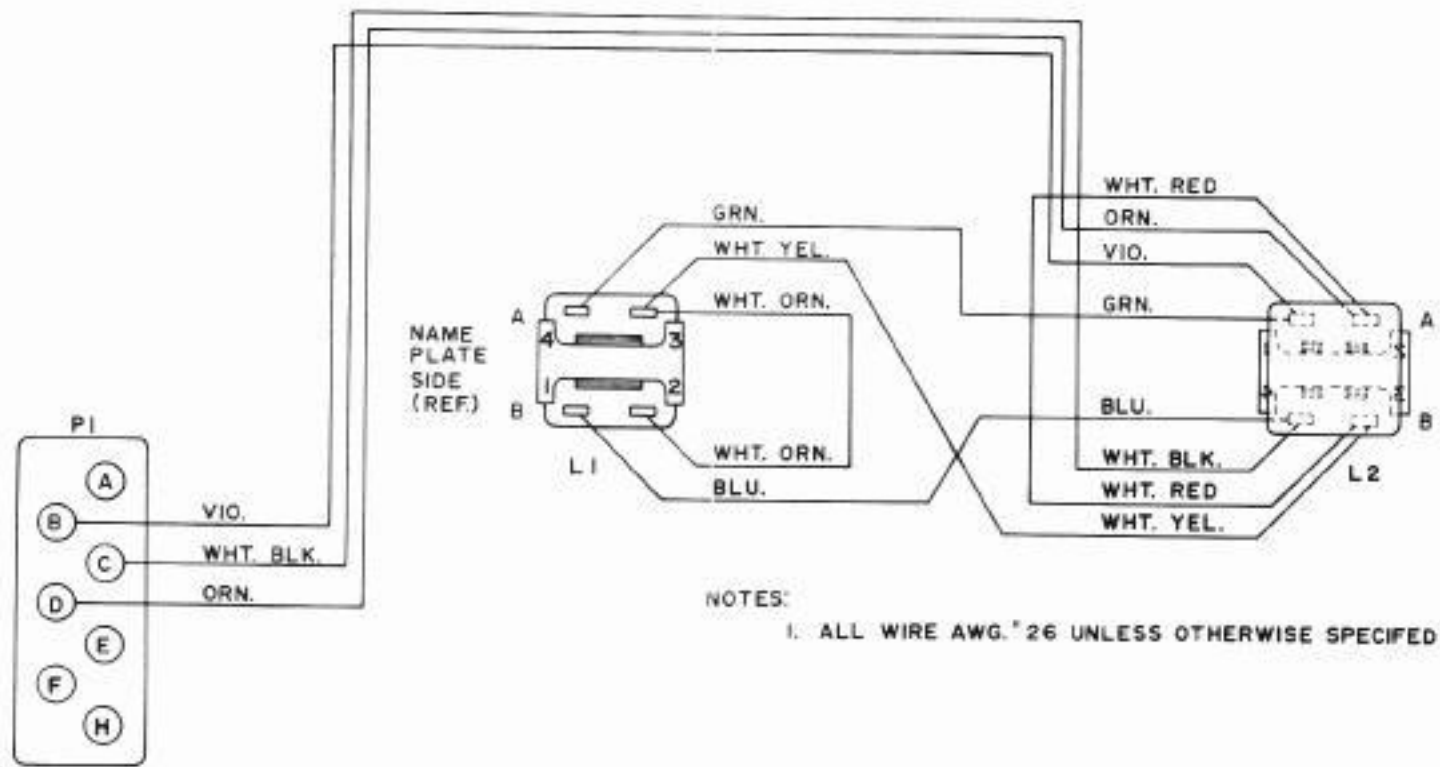 WHT. RED
GRN.
ORN.
WHT YEL.
VIO.
WHT. ORN.
GRN.
A
A
NAME
PLATE
SIDE
(REF.)
4
3
1
2
B
BLU.
B
P1
L1
WHT. ORN.
WHT. BLK.
L2
A
BLU.
WHT. RED
B
VIO.
WHT. YEL.
C
WHT. BLK.
D
ORN.
NOTES:
1. ALL WIRE AWG. # 26 UNLESS OTHERWISE SPECIFED
E
F
H